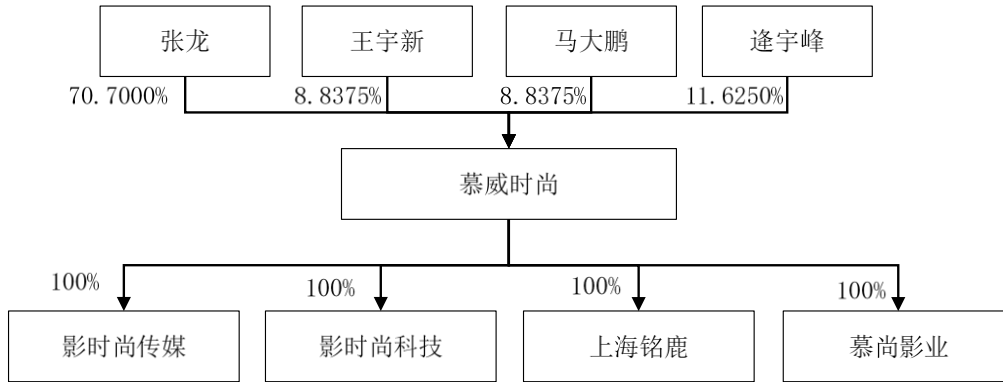 张龙
王宇新
马大鹏
逄宇峰
70.7000%
8.8375%
8.8375%
11.6250%
慕威时尚
100%
100%
100%
100%
影时尚传媒
影时尚科技
上海铭鹿
慕尚影业